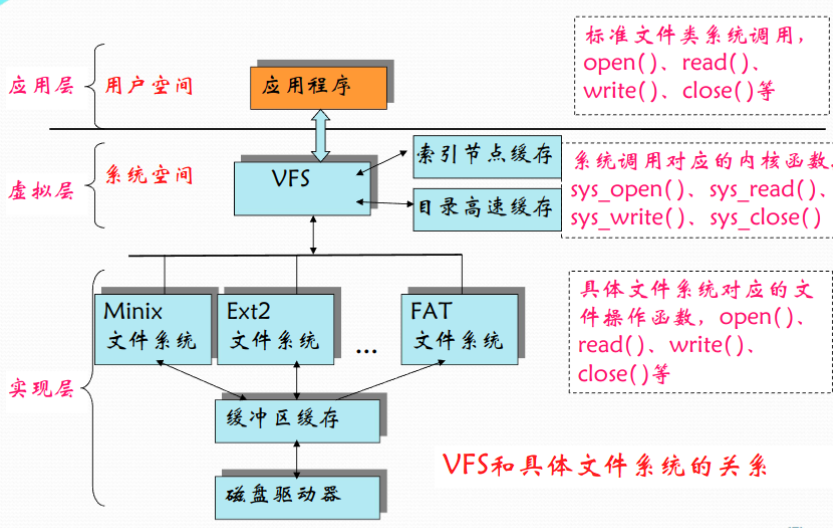 标准文件类系统调用，
open()、read()、
write()、close()等
应用层
用户空间
应用程序
虚拟层
系统空间
VFS
索引节点缓存
目录高速缓存
系统调用对应的内核函数
sys_open()、sys_read()、
sys_write()、sys_close()
Minix
文件系统
Ext2
文件系统
...
FAT
文件系统
具体文件系统对应的文
件操作函数，open()、
read()、write()、
close()等
实现层
缓冲区缓存
磁盘驱动器
VFS和具体文件系统的关系